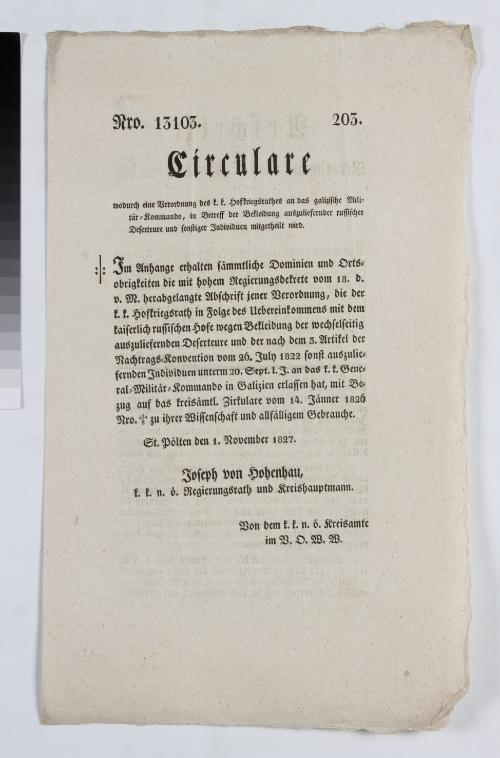 Nro. 13103. 203.
Circulare
wodurch eine Verordnung des k. k. Hofkriegsrathes an das galizische Mili-
tär-Kommando, in Betreff der Bekleidung auszuliefernder russischer
Deserteure und sonstiger Individuen mitgetheilt wird.
Im Anhange erhalten sämmtliche Dominien und Orts-
obrigkeiten die mit hohem Regierungsdekrete vom 18. d.
v. M. herabgelangte Abschrift jener Verordnung, die der
k. k. Hofkriegsrath in Folge des Uebereinkommens mit dem
kaiserlich russischen Hofe wegen Bekleidung der wechselseitig
auszuliefernden Deserteure und der nach dem 3. Artikel der
Nachtrags-Konvention vom 26. July 1822 sonst auszulie-
fernden Individuen unterm 20. Sept. l. J. an das k. k. Gene-
ral-Militär-Kommando in Galizien erlassen hat, mit Be-
zug auf das kreisämtl. Zirkulare vom 14. Jänner 1826
Nro. zu ihrer Wissenschaft und allfälligem Gebrauche.
St. Pölten den 1. November 1827.
Joseph von Hohenhau,
k. k. n. ö. Regierungsrath und Kreishauptmann.
Von dem k. k. n. ö. Kreisamte
im V. O. W. W.